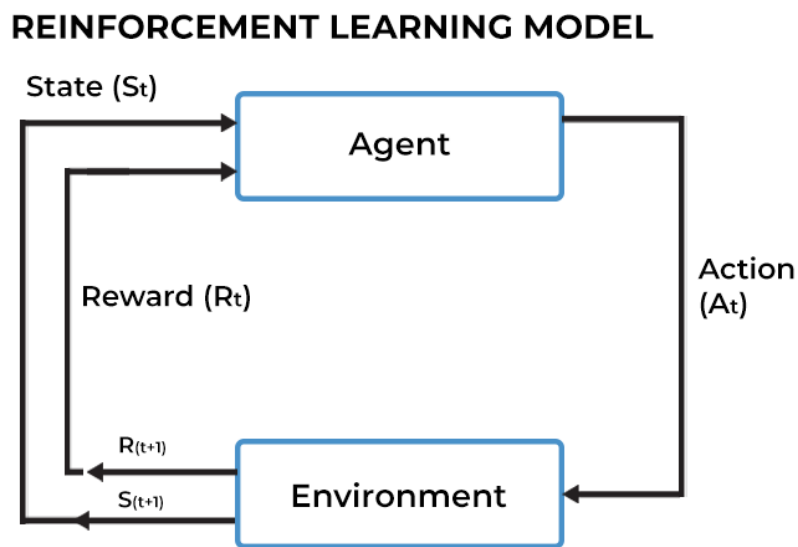 REINFORCEMENT LEARNING MODEL
State (St)
Agent
Action
(At)
Reward (Rt)
R(t+1)
S(t+1)
Environment